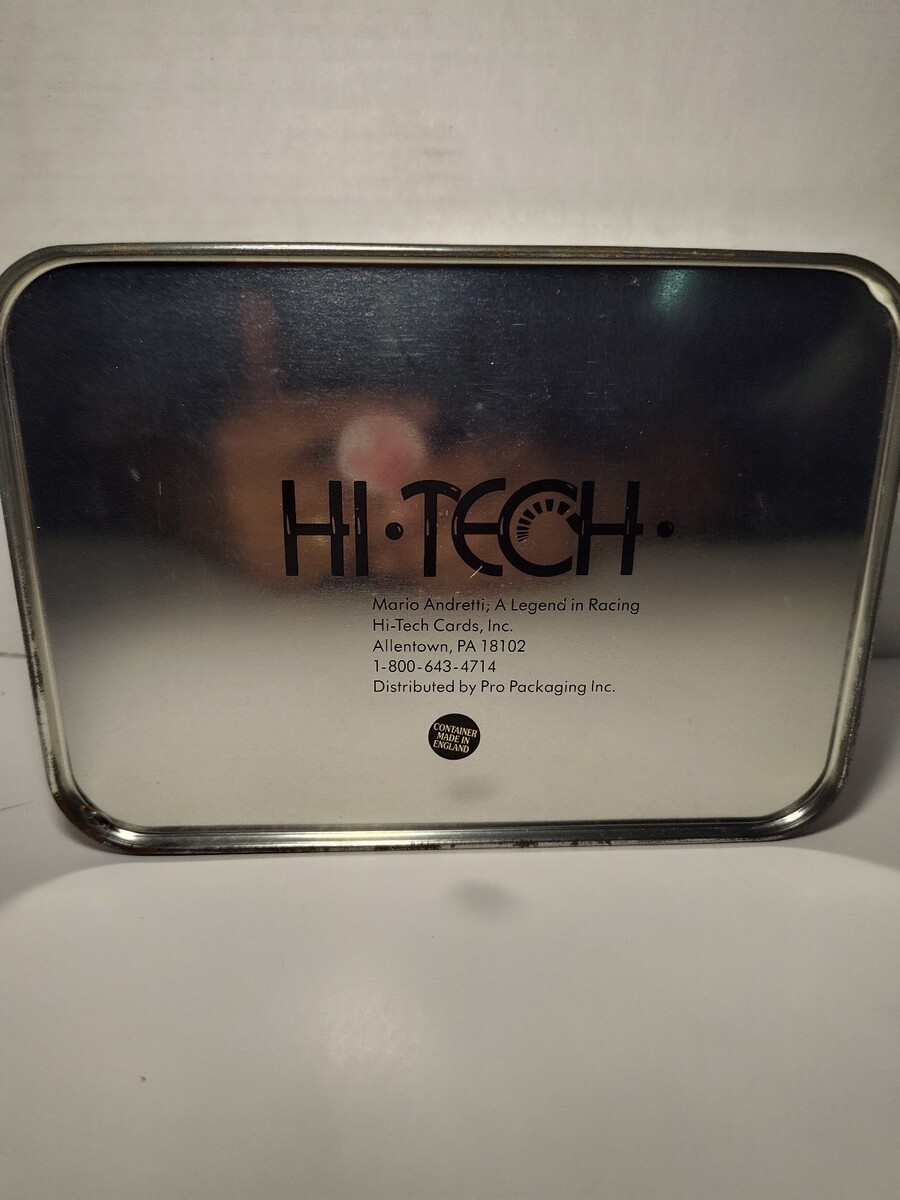 HI·TECH·
Mario Andretti; A Legend in Racing
Hi-Tech Cards, Inc.
Allentown, PA 18102
1-800-643-4714
Distributed by Pro Packaging Inc.
CONTAINER
MADE IN
ENGLAND